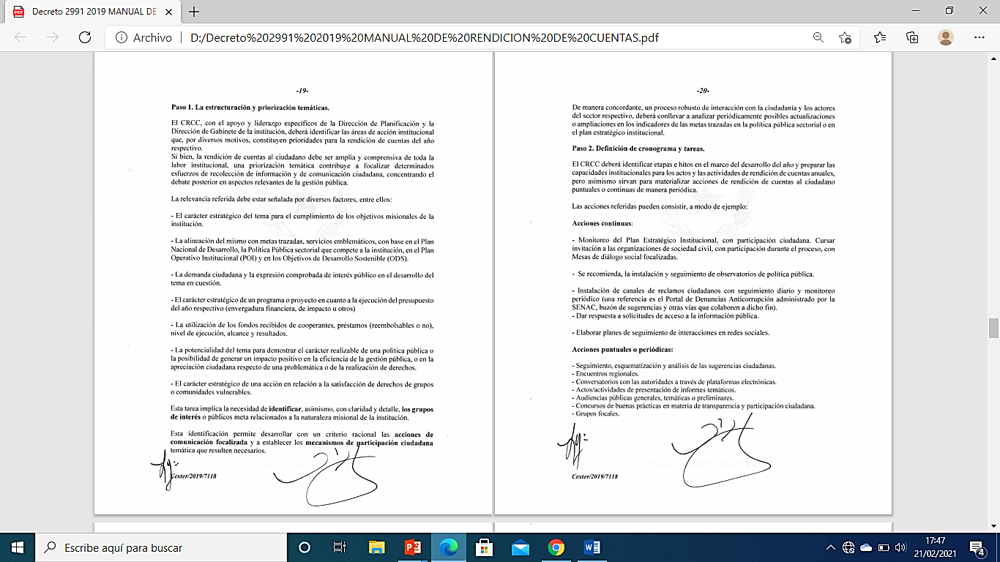 Decreto 2991 2019 MANUAL DE
Archivo
D:/Decreto%202991%202019%20MANUAL%20DE%20RENDICION%20DE%20CUENTAS.pdf
-19-
Paso 1. La estructuración y priorización temáticas.
El CRCC, con el apoyo y liderazgo específicos de la Dirección de Planificación y la
Dirección de Gabinete de la institución, deberá identificar las áreas de acción institucional
que, por diversos motivos, constituyen prioridades para la rendición de cuentas del año
respectivo.
Si bien, la rendición de cuentas al ciudadano debe ser amplia y comprensiva de toda la
labor institucional, una priorización temática contribuye a focalizar determinados
esfuerzos de recolección de información y de comunicación ciudadana, concentrando el
debate posterior en aspectos relevantes de la gestión pública.
La relevancia referida debe estar señalada por diversos factores, entre ellos:
- El carácter estratégico del tema para el cumplimiento de los objetivos misionales de la
institución.
- La alineación del mismo con metas trazadas, servicios emblemáticos, con base en el Plan
Nacional de Desarrollo, la Política Pública sectorial que compete a la institución, en el Plan
Operativo Institucional (POI) y en los Objetivos de Desarrollo Sostenible (ODS).
- La demanda ciudadana y la expresión comprobada de interés público en el desarrollo del
tema en cuestión.
- El carácter estratégico de un programa o proyecto en cuanto a la ejecución del presupuesto
del año respectivo (envergadura financiera, de impacto u otros)
- La utilización de los fondos recibidos de cooperantes, préstamos (reembolsables o no),
nivel de ejecución, alcance y resultados.
- La potencialidad del tema para demostrar el carácter realizable de una política pública o
la posibilidad de generar un impacto positivo en la eficiencia de la gestión pública, o en la
apreciación ciudadana respecto de una problemática o de la realización de derechos.
- El carácter estratégico de una acción en relación a la satisfacción de derechos de grupos
o comunidades vulnerables.
Esta tarea implica la necesidad de identificar, asimismo, con claridad y detalle, los grupos
de interés o públicos meta relacionados a la naturaleza misional de la institución.
Esta identificación permite desarrollar con un criterio racional las acciones de
comunicación focalizada y a establecer los mecanismos de participación ciudadana
temática que resulten necesarios.
Cexter/2019/7118
-20-
De manera concordante, un proceso robusto de interacción con la ciudadanía y los actores
del sector respectivo, deberá conllevar a analizar periódicamente posibles actualizaciones
o ampliaciones en los indicadores de las metas trazadas en la política pública sectorial o en
el plan estratégico institucional.
Paso 2. Definición de cronograma y tareas.
El CRCC deberá identificar etapas e hitos en el marco del desarrollo del año y preparar las
capacidades institucionales para los actos y las actividades de rendición de cuentas anuales,
pero asimismo sirvan para materializar acciones de rendición de cuentas al ciudadano
puntuales o continuas de manera periódica.
Las acciones referidas pueden consistir, a modo de ejemplo:
Acciones continuas:
- Monitoreo del Plan Estratégico Institucional, con participación ciudadana. Cursar
invitación a las organizaciones de sociedad civil, con participación durante el proceso, con
Mesas de diálogo social focalizadas.
- Se recomienda, la instalación y seguimiento de observatorios de política pública.
- Instalación de canales de reclamos ciudadanos con seguimiento diario y monitoreo
periódico (una referencia es el Portal de Denuncias Anticorrupción administrado por la
SENAC, buzón de sugerencias y otras vías que colaboren a dicho fin).
- Dar respuesta a solicitudes de acceso a la información pública.
- Elaborar planes de seguimiento de interacciones en redes sociales.
Acciones puntuales o periódicas:
- Seguimiento, esquematización y análisis de las sugerencias ciudadanas.
- Encuentros regionales.
- Conversatorios con las autoridades a través de plataformas electrónicas.
- Actos/actividades de presentación de informes temáticos.
- Audiencias públicas generales, temáticas o preliminares.
- Concursos de buenas prácticas en materia de transparencia y participación ciudadana.
- Grupos focales.
Cexter/2019/7118
Escribe aquí para buscar
17:47
21/02/2021
4